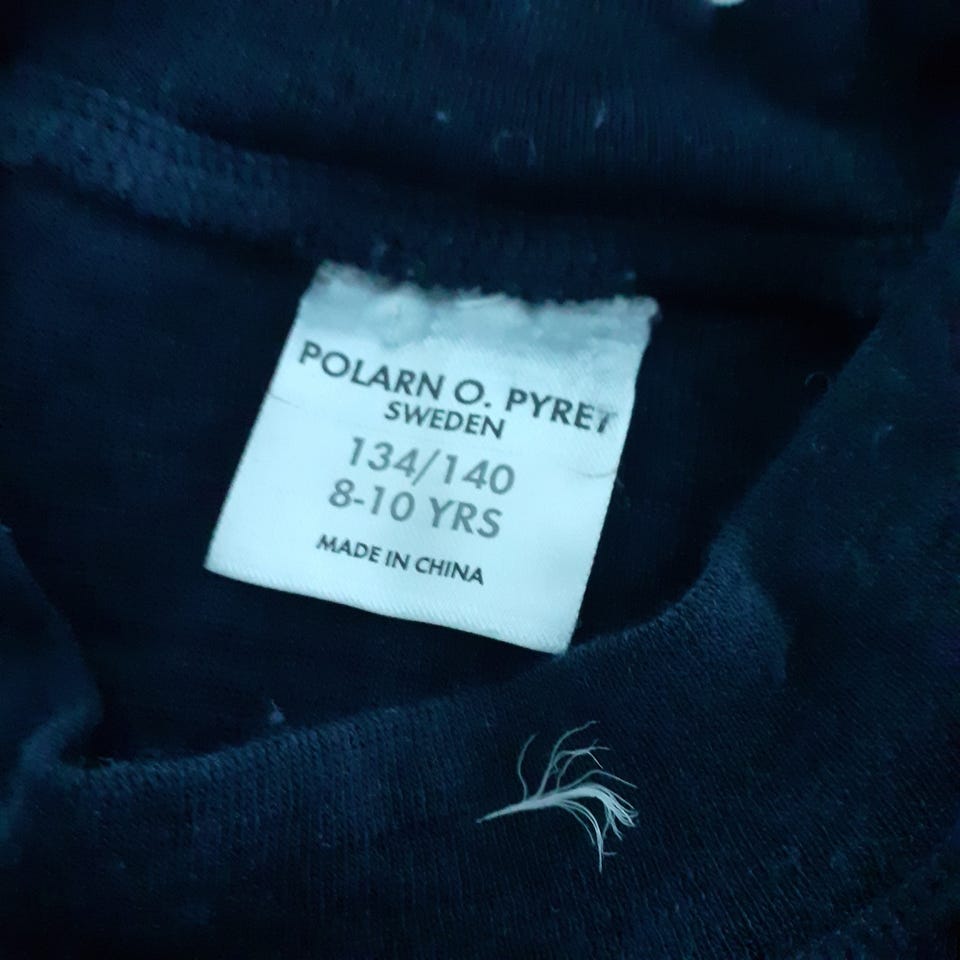 POLARN O. PYRET
SWEDEN
134/140
8-10 YRS
MADE IN CHINA